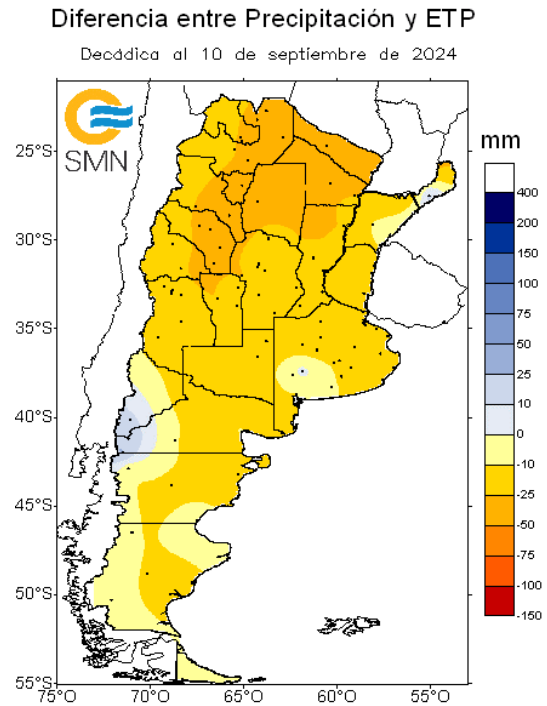 Diferencia entre Precipitación y ETP
Decádica al 10 de septiembre de 2024
SMN
mm
400
200
150
100
75
50
25
10
0
-10
-25
-50
-75
-100
-150
25°S
30°S
35°S
40°S
45°S
50°S
55°S
75°O
70°O
65°O
60°O
55°O